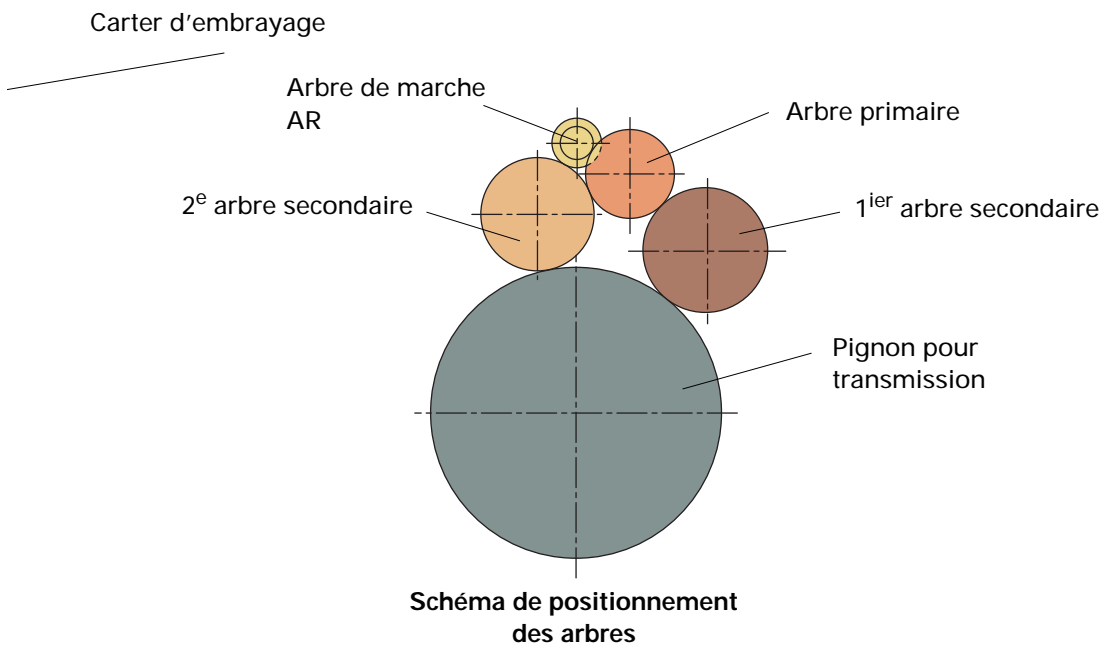 Carter d'embrayage
Arbre de marche
AR
Arbre primaire
2e arbre secondaire
1ier arbre secondaire
Pignon pour
transmission
Schéma de positionnement
des arbres